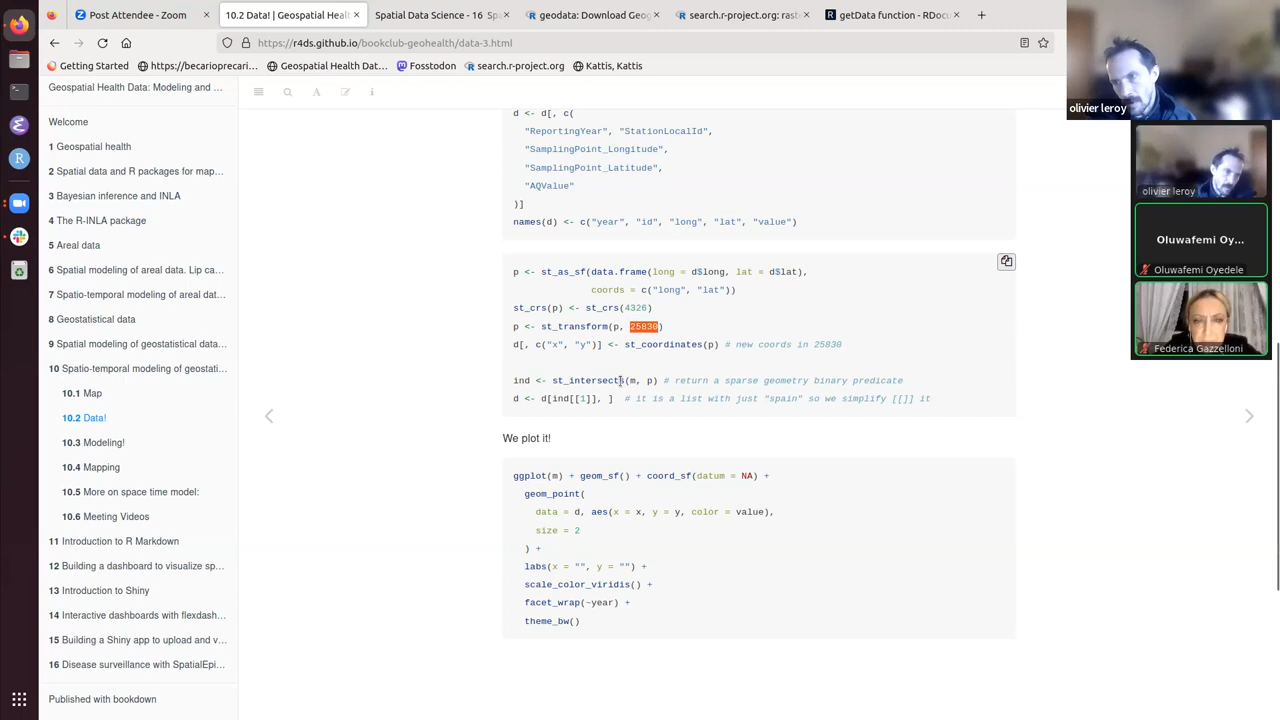 Post Attendee - Zoom
10.2 Data! | Geospatial Heal
Spatial Data Science - 16 Sp
geodata: Download Geog
search.r-project.org: rast
getData function - RDocu
https://r4ds.github.io/bookclub-geohealth/data-3.html
Getting Started
https://becarioprecari...
Geospatial Health Dat...
Fosstodon
search.r-project.org
Kattis, Kattis
Geospatial Health Data: Modeling and ...
Welcome
1 Geospatial health
2 Spatial data and R packages for map...
3 Bayesian inference and INLA
4 The R-INLA package
5 Areal data
6 Spatial modeling of areal data. Lip ca...
7 Spatio-temporal modeling of areal dat...
8 Geostatistical data
9 Spatial modeling of geostatistical data...
10 Spatio-temporal modeling of geostati...
10.1 Map
10.2 Data!
10.3 Modeling!
10.4 Mapping
10.5 More on space time model:
10.6 Meeting Videos
11 Introduction to R Markdown
12 Building a dashboard to visualize sp...
13 Introduction to Shiny
14 Interactive dashboards with flexdash...
15 Building a Shiny app to upload and v...
16 Disease surveillance with SpatialEpi...
Published with bookdown
d <- d[, c(
"ReportingYear", "StationLocalId",
"SamplingPoint_Longitude",
"SamplingPoint_Latitude",
"AQValue"
)]
names(d) <- c("year", "id", "long", "lat", "value")
p <- st_as_sf(data.frame(long = d$long, lat = d$lat),
coords = c("long", "lat"))
st_crs(p) <- st_crs(4326)
p <- st_transform(p, 25830)
d[, c("x", "y")] <- st_coordinates(p) # new coords in 25830
ind <- st_intersects(m, p) # return a sparse geometry binary predicate
d <- d[ind[[1]], ] # it is a list with just "spain" so we simplify [[]] it
We plot it!
ggplot(m) + geom_sf() + coord_sf(datum = NA) +
geom_point(
data = d, aes(x = x, y = y, color = value),
size = 2
) +
labs(x = "", y = "") +
scale_color_viridis() +
facet_wrap(~year) +
theme_bw()
olivier leroy
olivier leroy
Oluwafemi Oy...
Oluwafemi Oyedele
Federica Gazzelloni